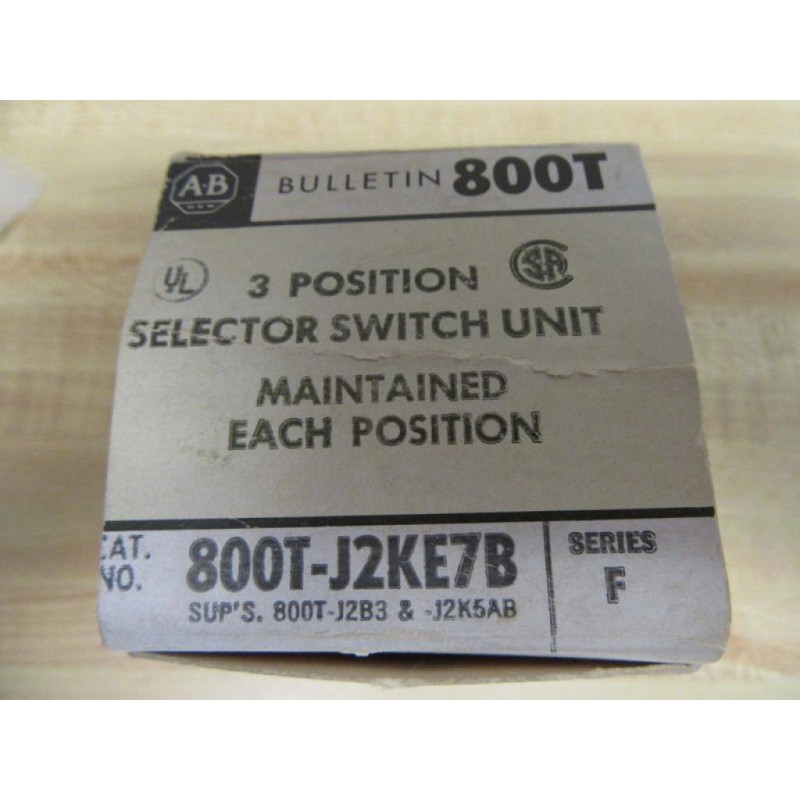 A-B BULLETIN 800T
UL 3 POSITION CSA
SELECTOR SWITCH UNIT
MAINTAINED
EACH POSITION
CAT. NO. 800T-J2KE7B SERIES F
SUP'S. 800T-J2B3 & -J2K5AB